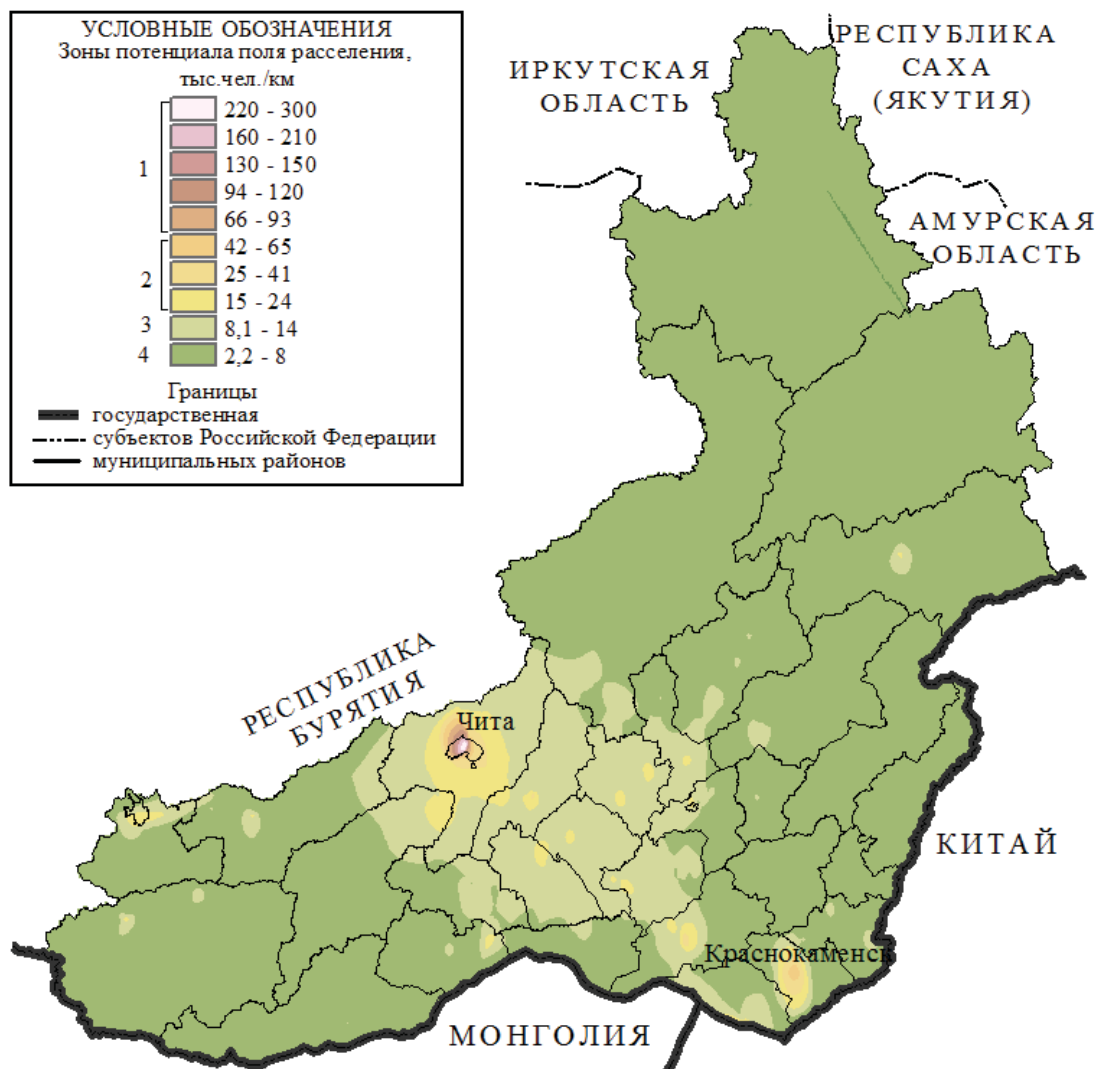 УСЛОВНЫЕ ОБОЗНАЧЕНИЯ
Зоны потенциала поля расселения,
тыс.чел./км
1
220 - 300
160 - 210
130 - 150
94 - 120
66 - 93
2
42 - 65
25 - 41
15 - 24
3
8,1 - 14
4
2,2 - 8
Границы
государственная
субъектов Российской Федерации
муниципальных районов
ИРКУТСКАЯ
ОБЛАСТЬ
РЕСПУБЛИКА
САХА
(ЯКУТИЯ)
АМУРСКАЯ
ОБЛАСТЬ
РЕСПУБЛИКА
БУРЯТИЯ
Чита
КИТАЙ
Краснокаменск
МОНГОЛИЯ